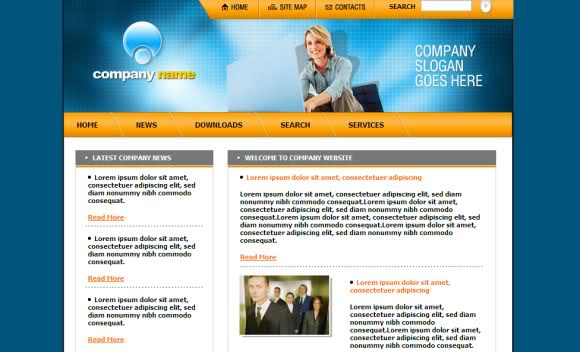 HOME SITE MAP CONTACTS SEARCH
company name
COMPANY
SLOGAN
GOES HERE
HOME NEWS DOWNLOADS SEARCH SERVICES
LATEST COMPANY NEWS
Lorem ipsum dolor sit amet,
consectetuer adipiscing elit, sed
diam nonummy nibh commodo
consequat.
Read More
Lorem ipsum dolor sit amet,
consectetuer adipiscing elit, sed
diam nonummy nibh commodo
consequat.
Read More
Lorem ipsum dolor sit amet,
consectetuer adipiscing elit, sed
diam nonummy nibh commodo
consequat.
Read More
WELCOME TO COMPANY WEBSITE
Lorem ipsum dolor sit amet, consectetuer adipiscing
Lorem ipsum dolor sit amet, consectetuer adipiscing elit, sed diam
nonummy nibh commodo consequat.Lorem ipsum dolor sit amet,
consectetuer adipiscing elit, sed diam nonummy nibh commodo
consequat.Lorem ipsum dolor sit amet, consectetuer adipiscing elit,
sed diam nonummy nibh commodo consequat.Lorem ipsum dolor sit
amet, consectetuer adipiscing elit, sed diam nonummy nibh commodo
consequat.
Read More
Lorem ipsum dolor sit amet,
consectetuer adipiscing
Lorem ipsum dolor sit amet,
consectetuer adipiscing elit, sed
diam nonummy nibh commodo
consequat.Lorem ipsum dolor sit
amet, consectetuer adipiscing